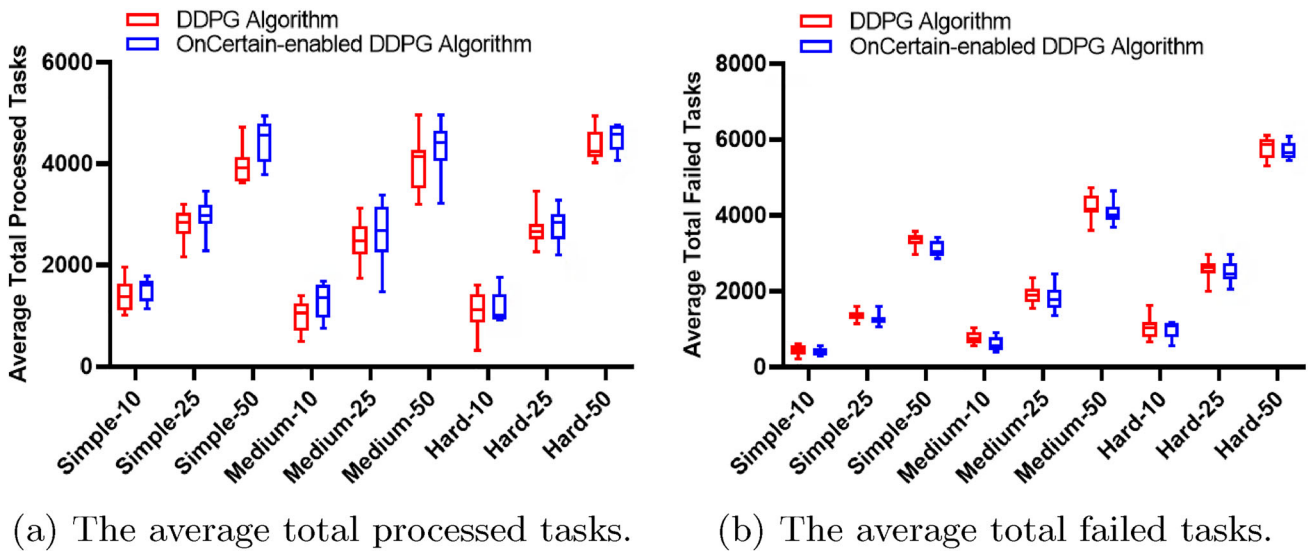 DDPG Algorithm
OnCertain-enabled DDPG Algorithm
Average Total Processed Tasks
6000
4000
2000
0
Simple-10
Simple-25
Simple-50
Medium-10
Medium-25
Medium-50
Hard-10
Hard-25
Hard-50
(a) The average total processed tasks.
DDPG Algorithm
OnCertain-enabled DDPG Algorithm
Average Total Failed Tasks
8000
6000
4000
2000
0
Simple-10
Simple-25
Simple-50
Medium-10
Medium-25
Medium-50
Hard-10
Hard-25
Hard-50
(b) The average total failed tasks.